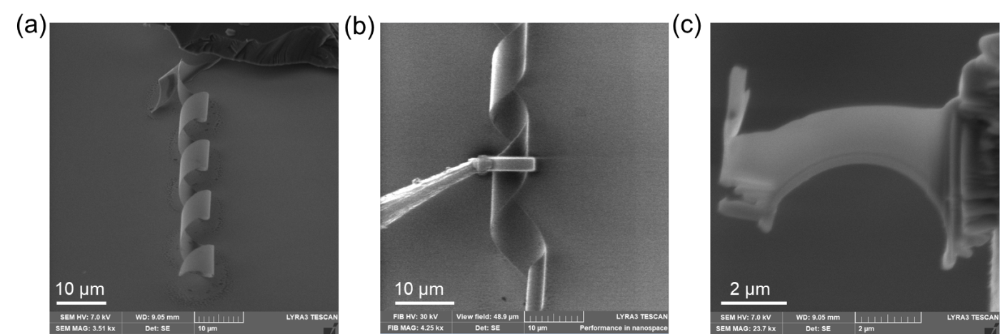 (a)
(b)
(c)
10 µm
10 µm
2 µm
SEM HV: 7.0 kV WD: 9.05 mm LYRA3 TESCAN
SEM MAG: 3.51 kx Det: SE 10 µm
FIB HV: 30 kV View field: 48.9 µm LYRA3 TESCAN
FIB MAG: 4.25 kx Det: SE 10 µm Performance in nanospace
SEM HV: 7.0 kV WD: 9.05 mm LYRA3 TESCAN
SEM MAG: 23.7 kx Det: SE 2 µm